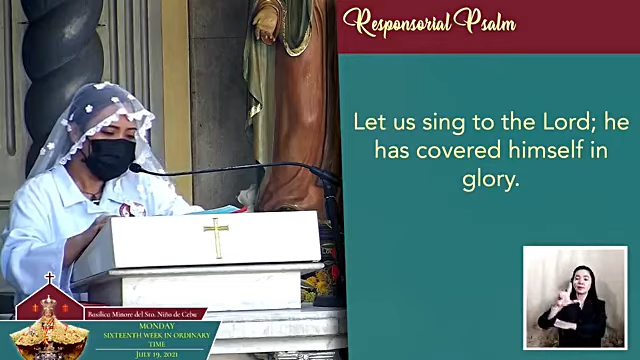 Responsorial Psalm
Let us sing to the Lord; he
has covered himself in
glory.
Basilica Minore del Sto. Niño de Cebu
MONDAY
SIXTEENTH WEEK IN ORDINARY
TIME
JULY 19, 2021